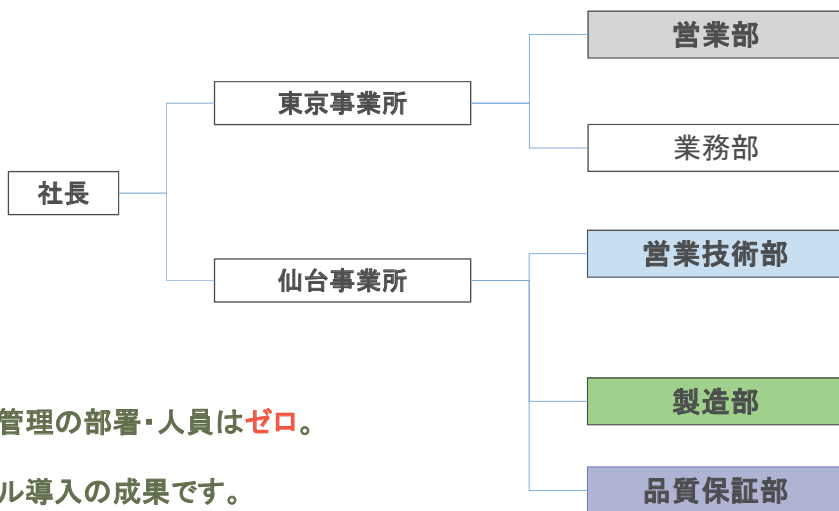 社長
東京事業所
営業部
業務部
仙台事業所
営業技術部
製造部
品質保証部
管理の部署・人員はゼロ。
ル導入の成果です。